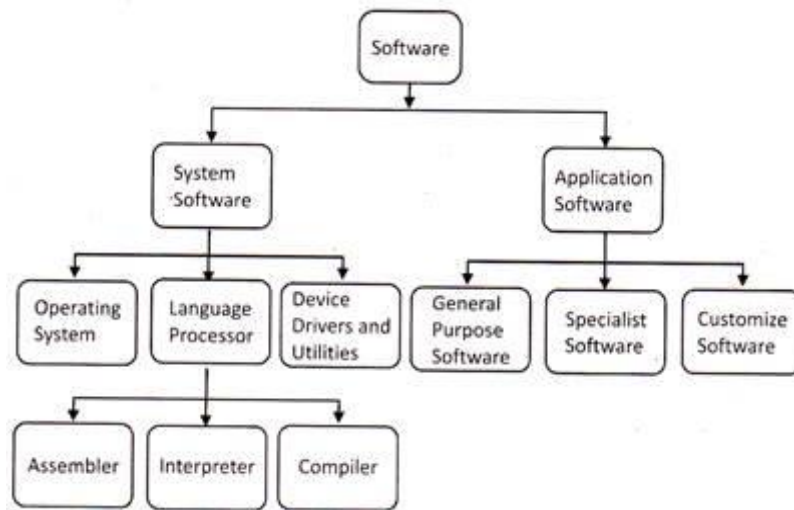 Software
System
Software
Application
Software
Operating
System
Language
Processor
Device
Drivers and
Utilities
General
Purpose
Software
Specialist
Software
Customize
Software
Assembler
Interpreter
Compiler